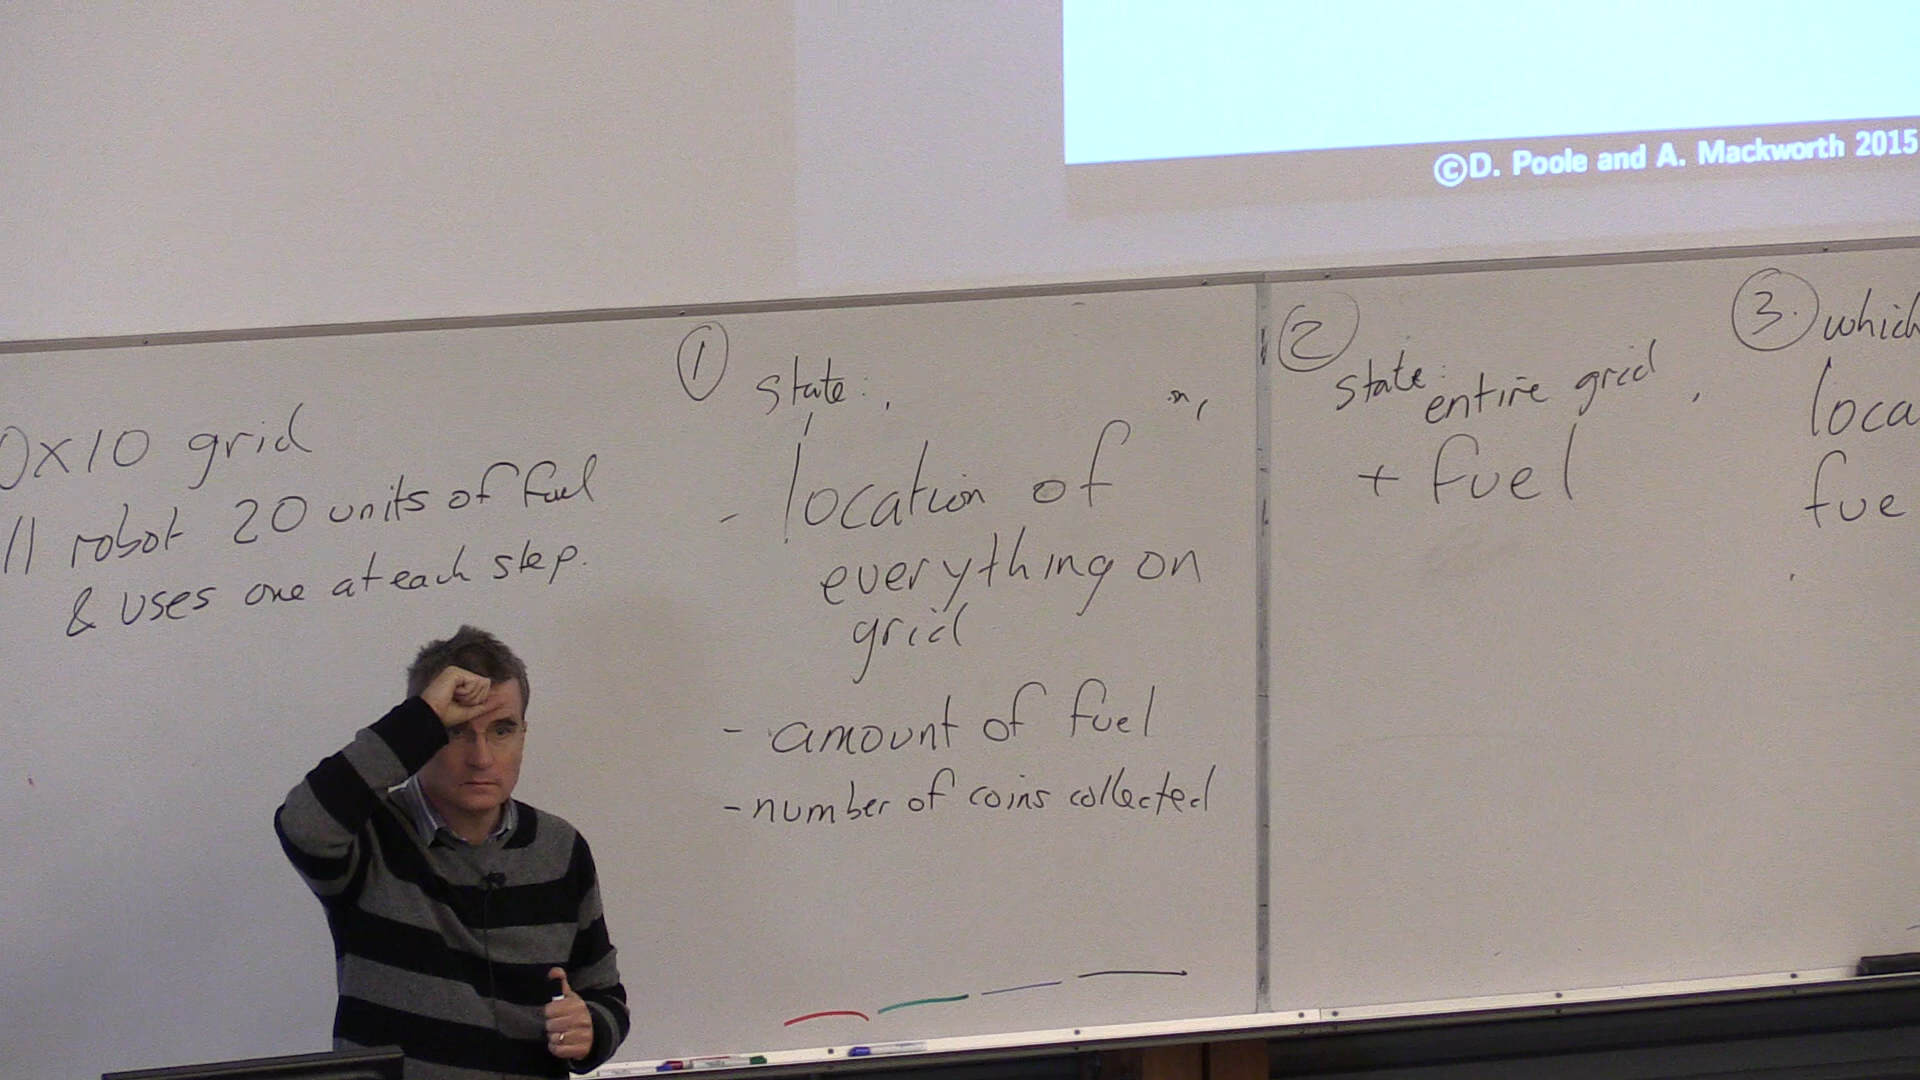 ©D. Poole and A. Mackworth 2015
0x10 grid
robot 20 units of fuel
& uses one at each step.
①
state:
- location of
everything on
grid
- amount of fuel
- number of coins collected
②
state:
entire grid
+ fuel
③. which
loca
fue